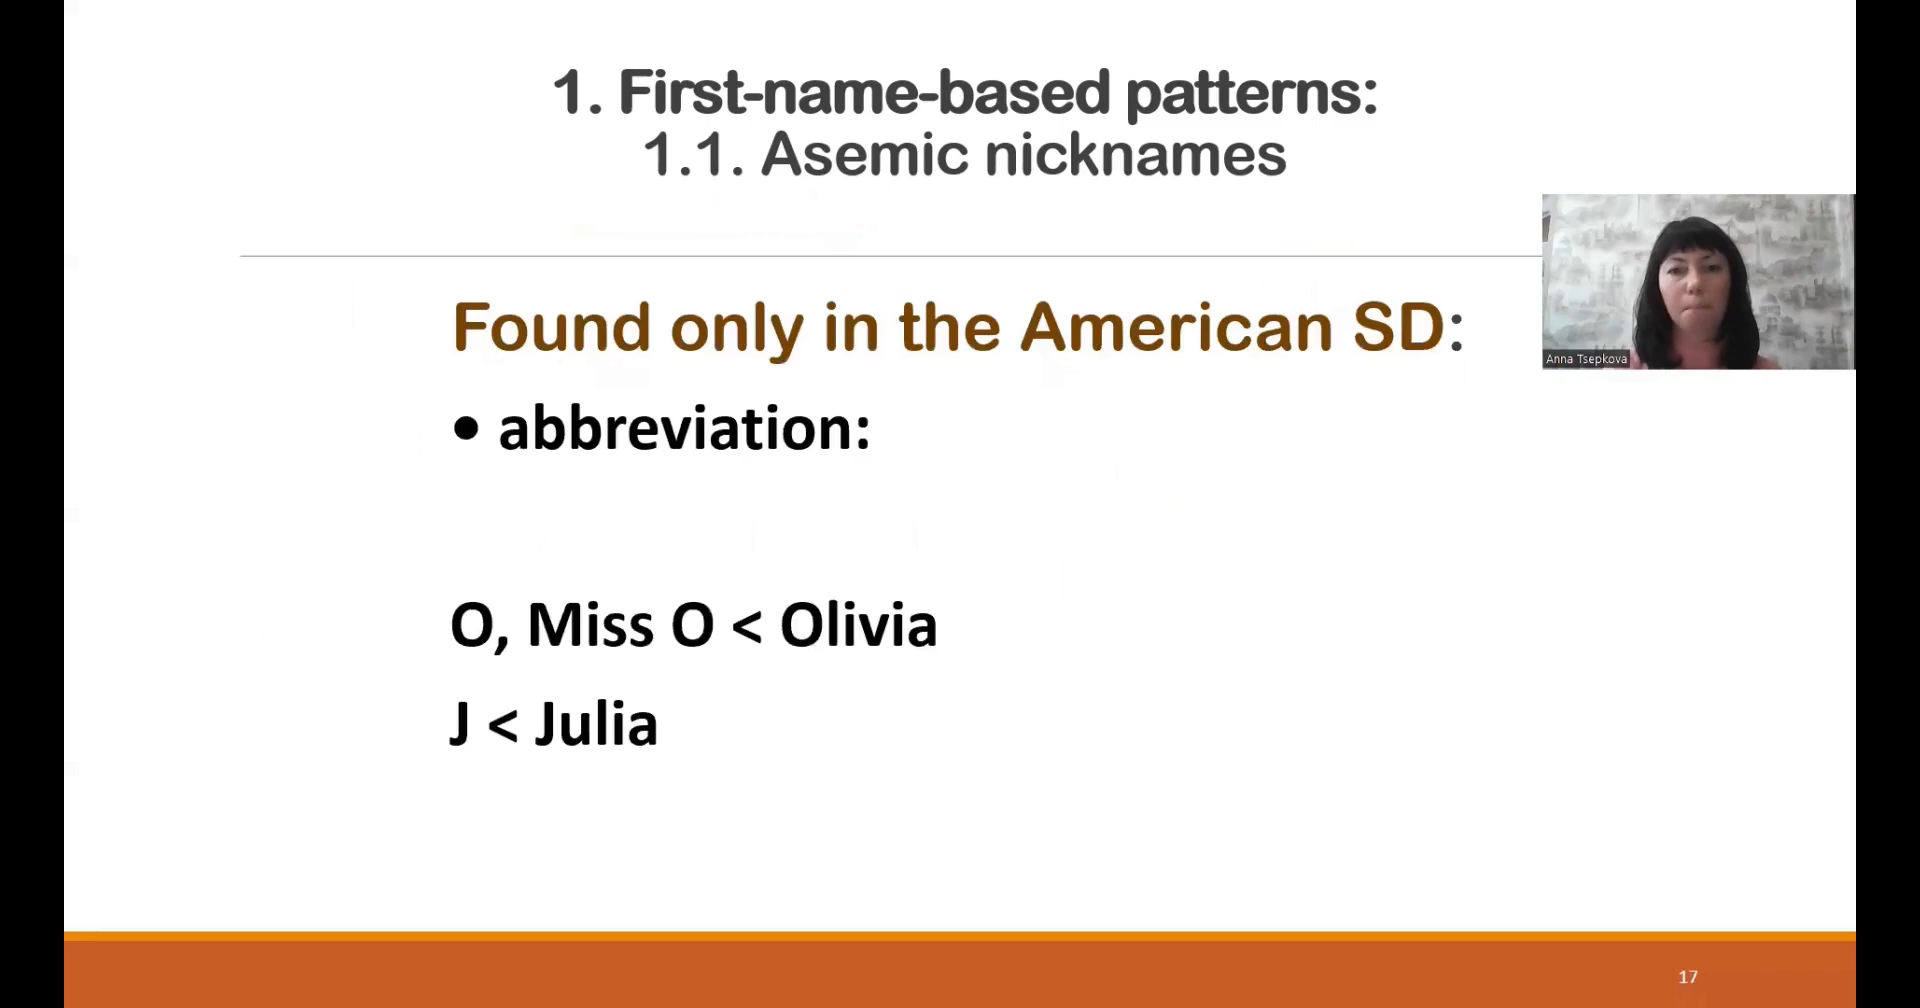 1. First-name-based patterns:
1.1. Asemic nicknames
Found only in the American SD:
• abbreviation:
O, Miss O < Olivia
J < Julia
Anna Tsepkova
17